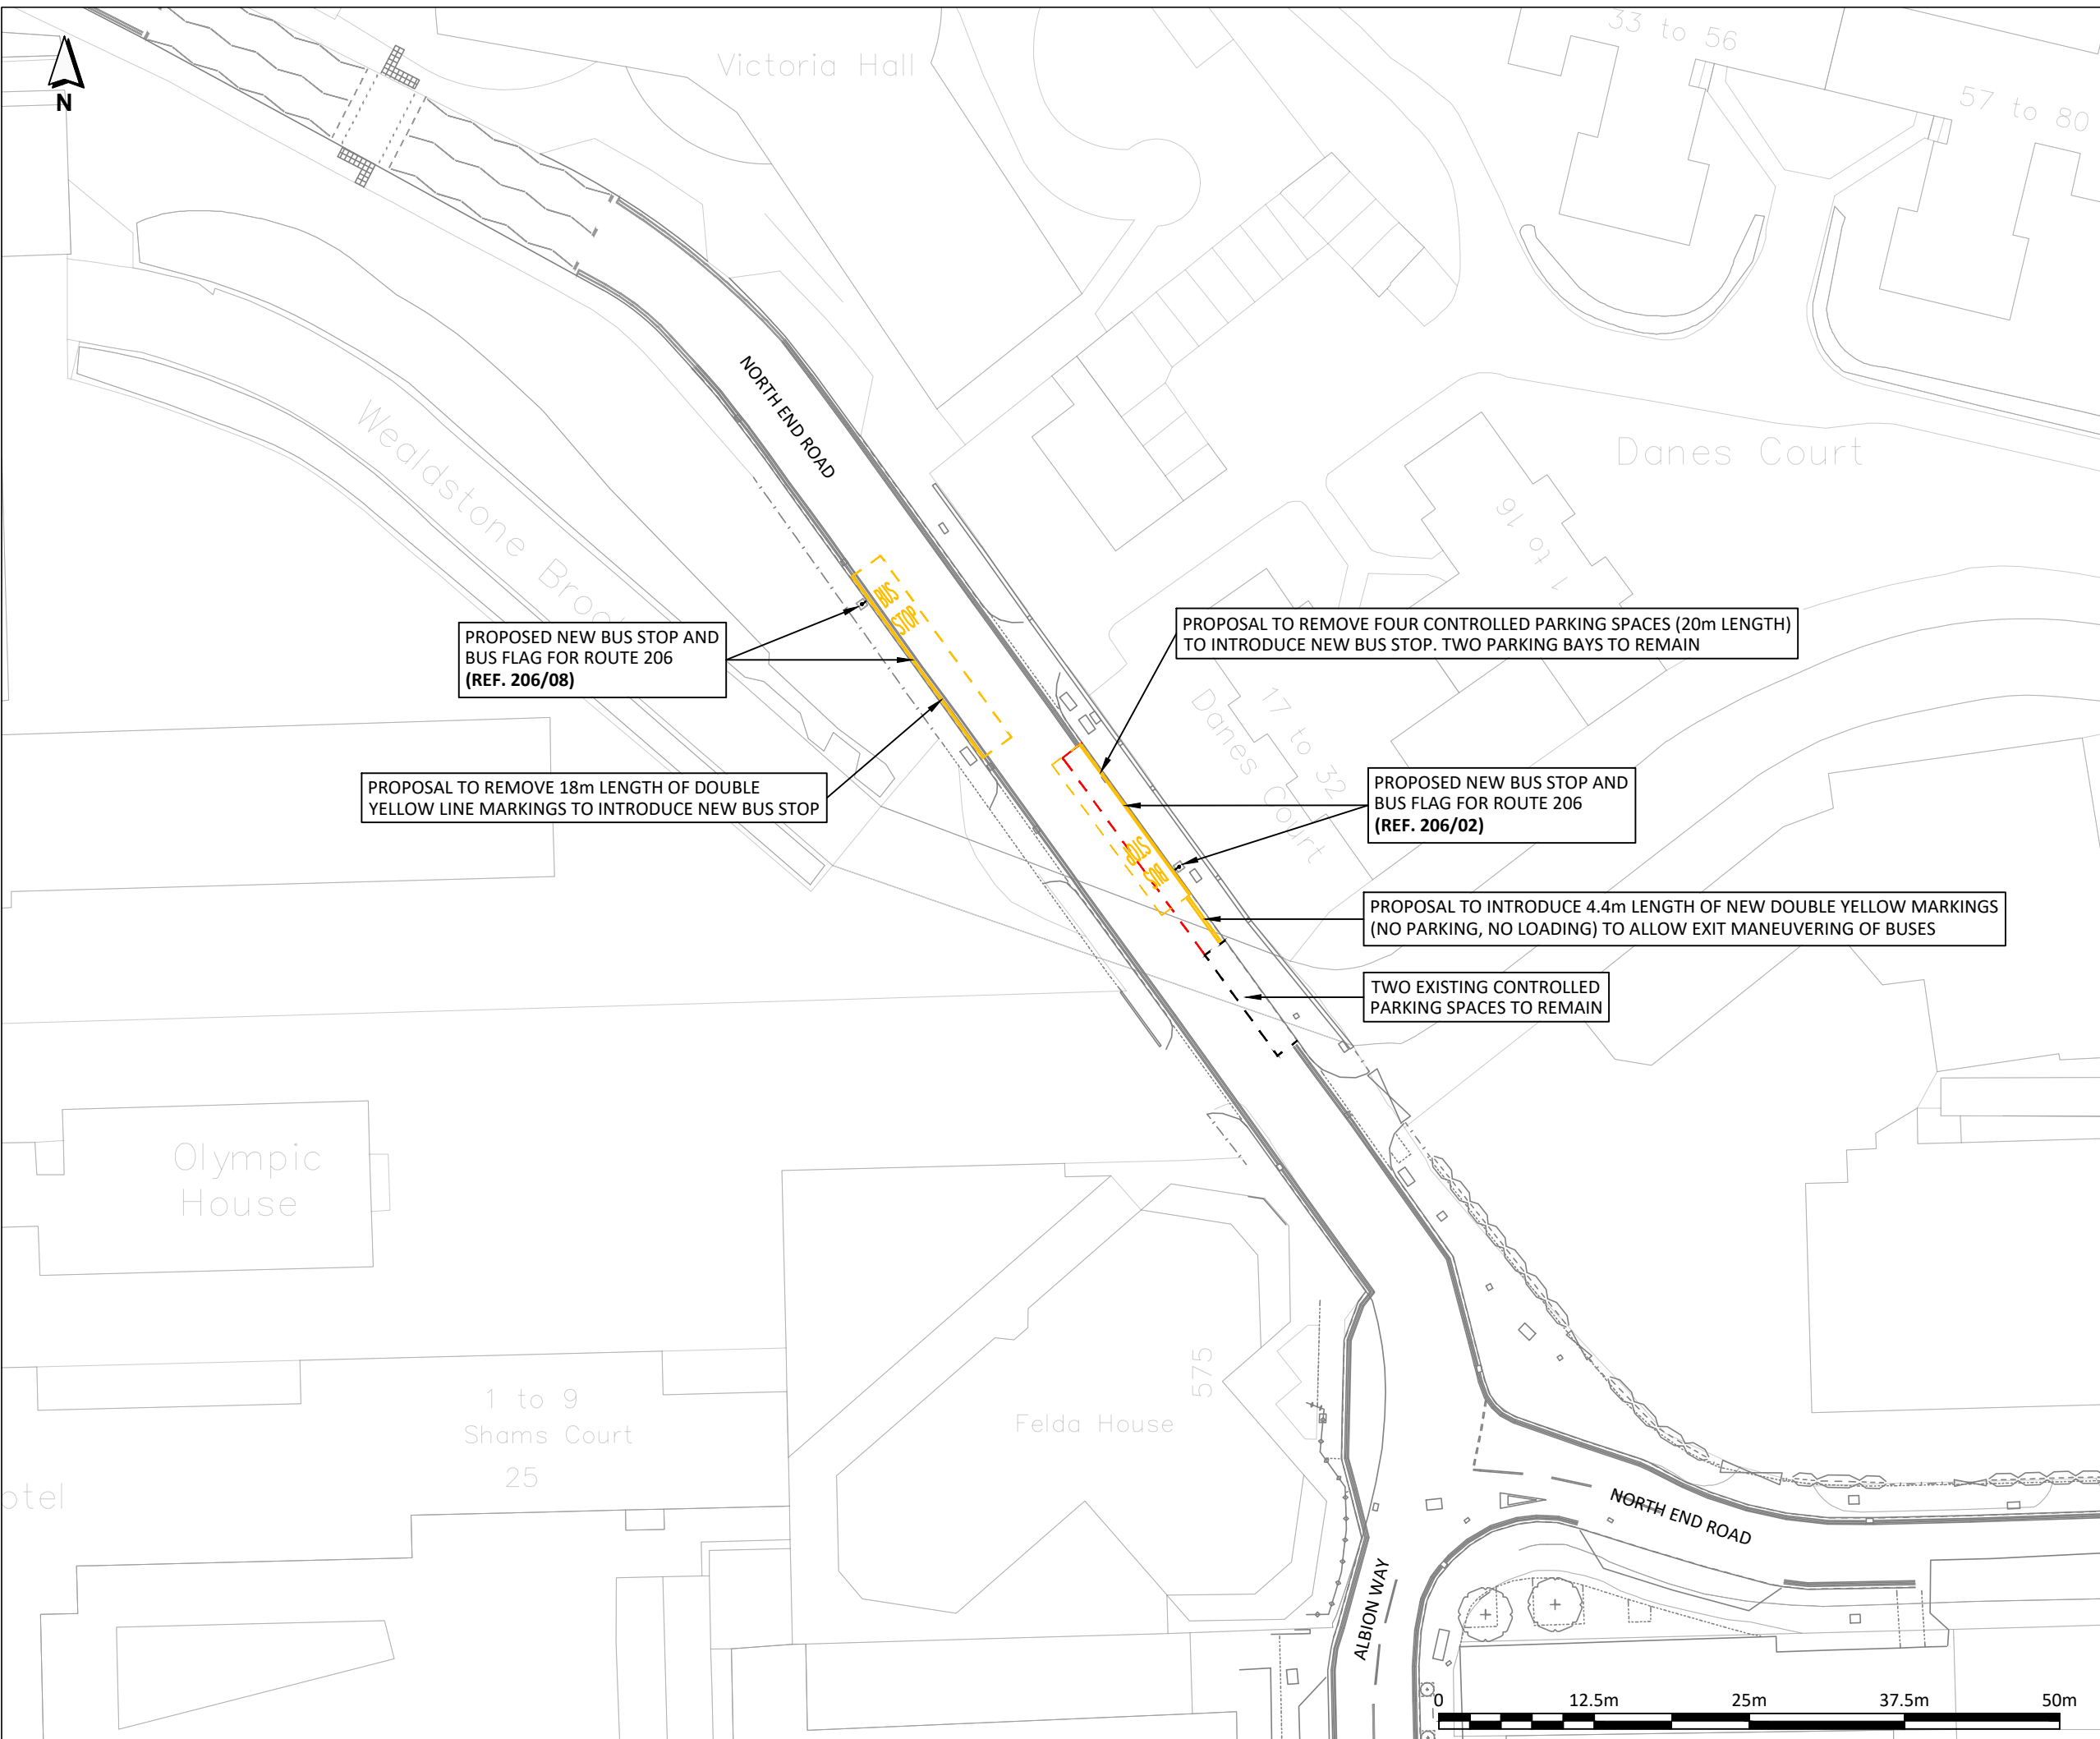 33 to 56
Victoria Hall
57 to 80
N
NORTH END ROAD
Danes Court
Wealdstone Brook
7 to 16
BUS
STOP
PROPOSED NEW BUS STOP AND
BUS FLAG FOR ROUTE 206
(REF. 206/08)
PROPOSAL TO REMOVE FOUR CONTROLLED PARKING SPACES (20m LENGTH)
TO INTRODUCE NEW BUS STOP. TWO PARKING BAYS TO REMAIN
17 to 32
Danes Court
PROPOSAL TO REMOVE 18m LENGTH OF DOUBLE
YELLOW LINE MARKINGS TO INTRODUCE NEW BUS STOP
PROPOSED NEW BUS STOP AND
BUS FLAG FOR ROUTE 206
(REF. 206/02)
BUS
STOP
PROPOSAL TO INTRODUCE 4.4m LENGTH OF NEW DOUBLE YELLOW MARKINGS
(NO PARKING, NO LOADING) TO ALLOW EXIT MANEUVERING OF BUSES
TWO EXISTING CONTROLLED
PARKING SPACES TO REMAIN
Olympic
House
575
1 to 9
Shams Court
25
Felda House
otel
NORTH END ROAD
ALBION WAY
0 12.5m 25m 37.5m 50m